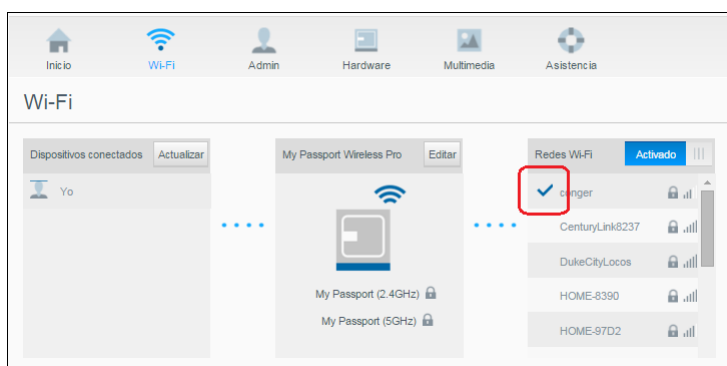 Inicio Wi-Fi Admin Hardware Multimedia Asistencia
Wi-Fi
Dispositivos conectados Actualizar
Yo
My Passport Wireless Pro Editar
My Passport (2.4GHz)
My Passport (5GHz)
Redes Wi-Fi Activado
conger
CenturyLink8237
DukeCityLocos
HOME-8390
HOME-97D2